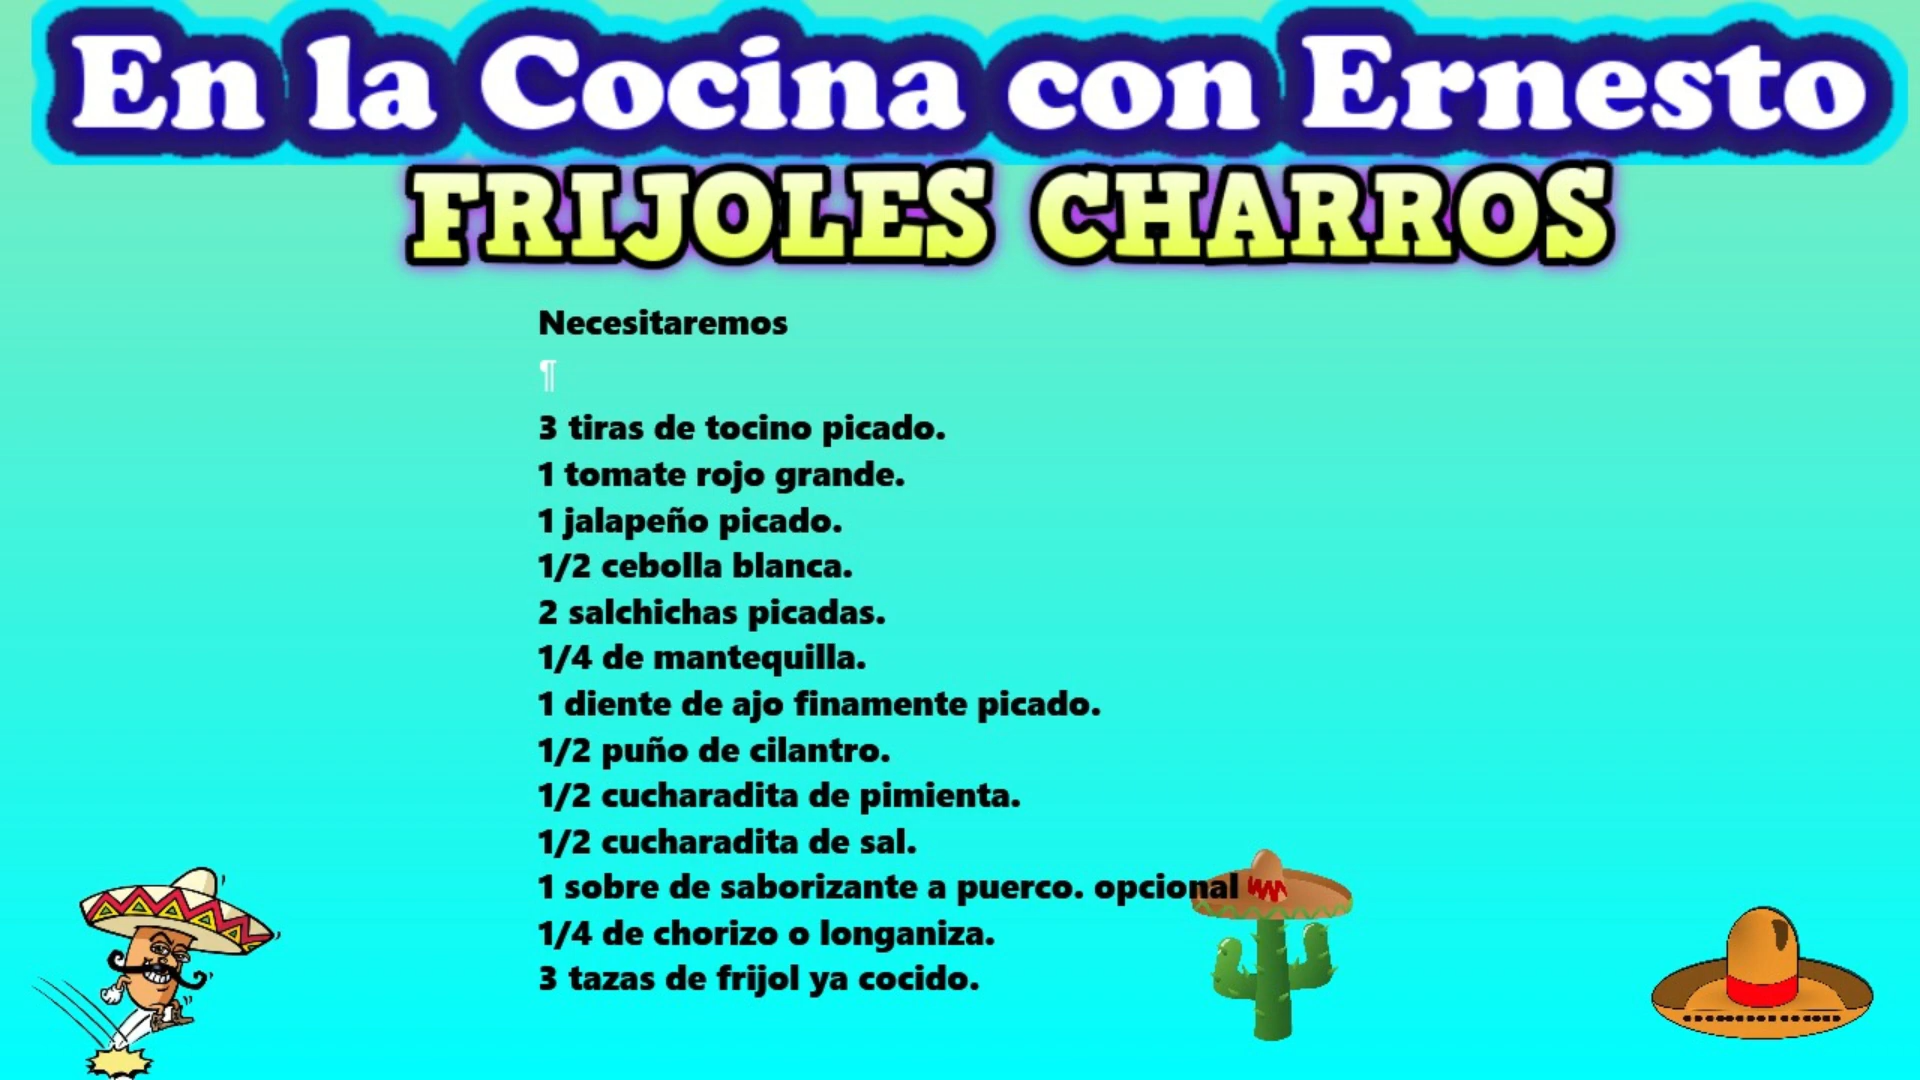 En la Cocina con Ernesto
FRIJOLES CHARROS
Necesitaremos
¶
3 tiras de tocino picado.
1 tomate rojo grande.
1 jalapeño picado.
1/2 cebolla blanca.
2 salchichas picadas.
1/4 de mantequilla.
1 diente de ajo finamente picado.
1/2 puño de cilantro.
1/2 cucharadita de pimienta.
1/2 cucharadita de sal.
1 sobre de saborizante a puerco. opcional
1/4 de chorizo o longaniza.
3 tazas de frijol ya cocido.